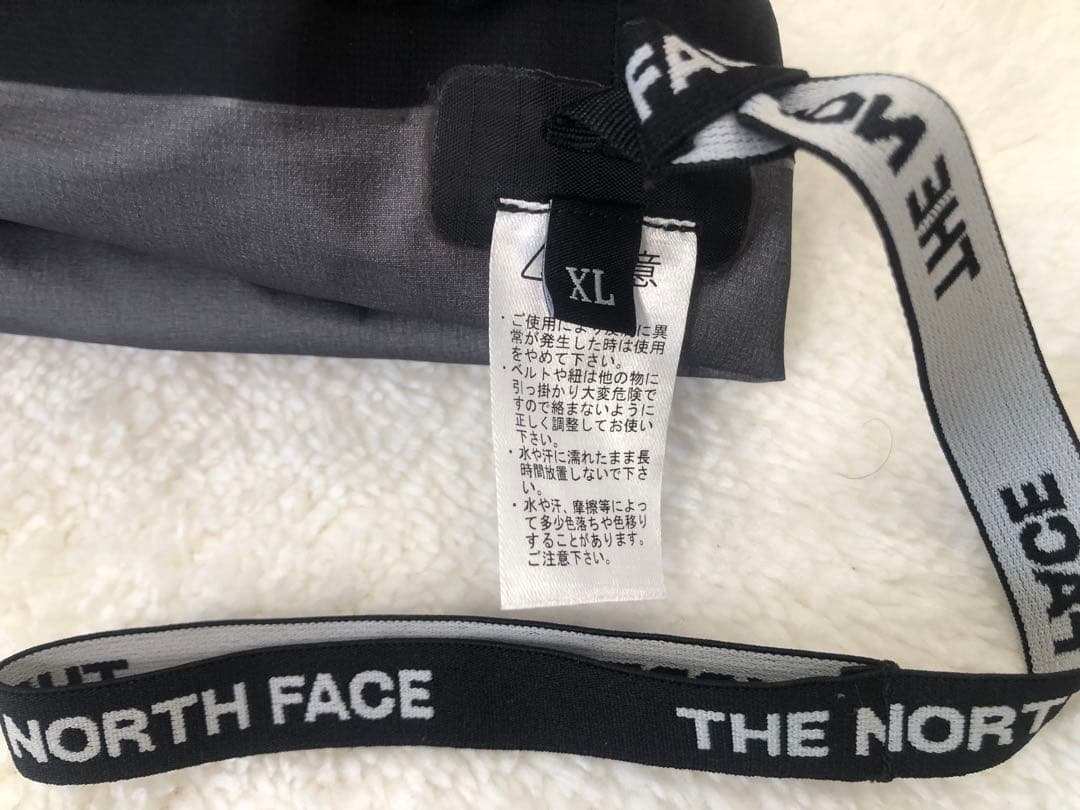 FA
NO
THE
FACE
XL
意
・ご使用により皮膚に異
常が発生した時は使用
をやめて下さい。
・ベルトや紐は他の物に
引っ掛かり大変危険で
すので絡まないように
正しく調整してお使い
下さい。
・水や汗に濡れたまま長
時間放置しないで下さ
い。
・水や汗、摩擦等によっ
て多少色落ちや色移り
することがあります。
ご注意下さい。
NORTH FACE
THE NORT